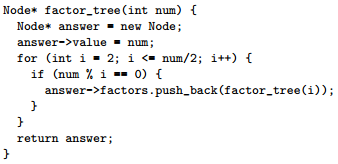 Node* factor_tree(int num) {
  Node* answer = new Node;
  answer->value = num;
  for (int i = 2; i <= num/2; i++) {
    if (num % i == 0) {
      answer->factors.push_back(factor_tree(i));
    }
  }
  return answer;
}